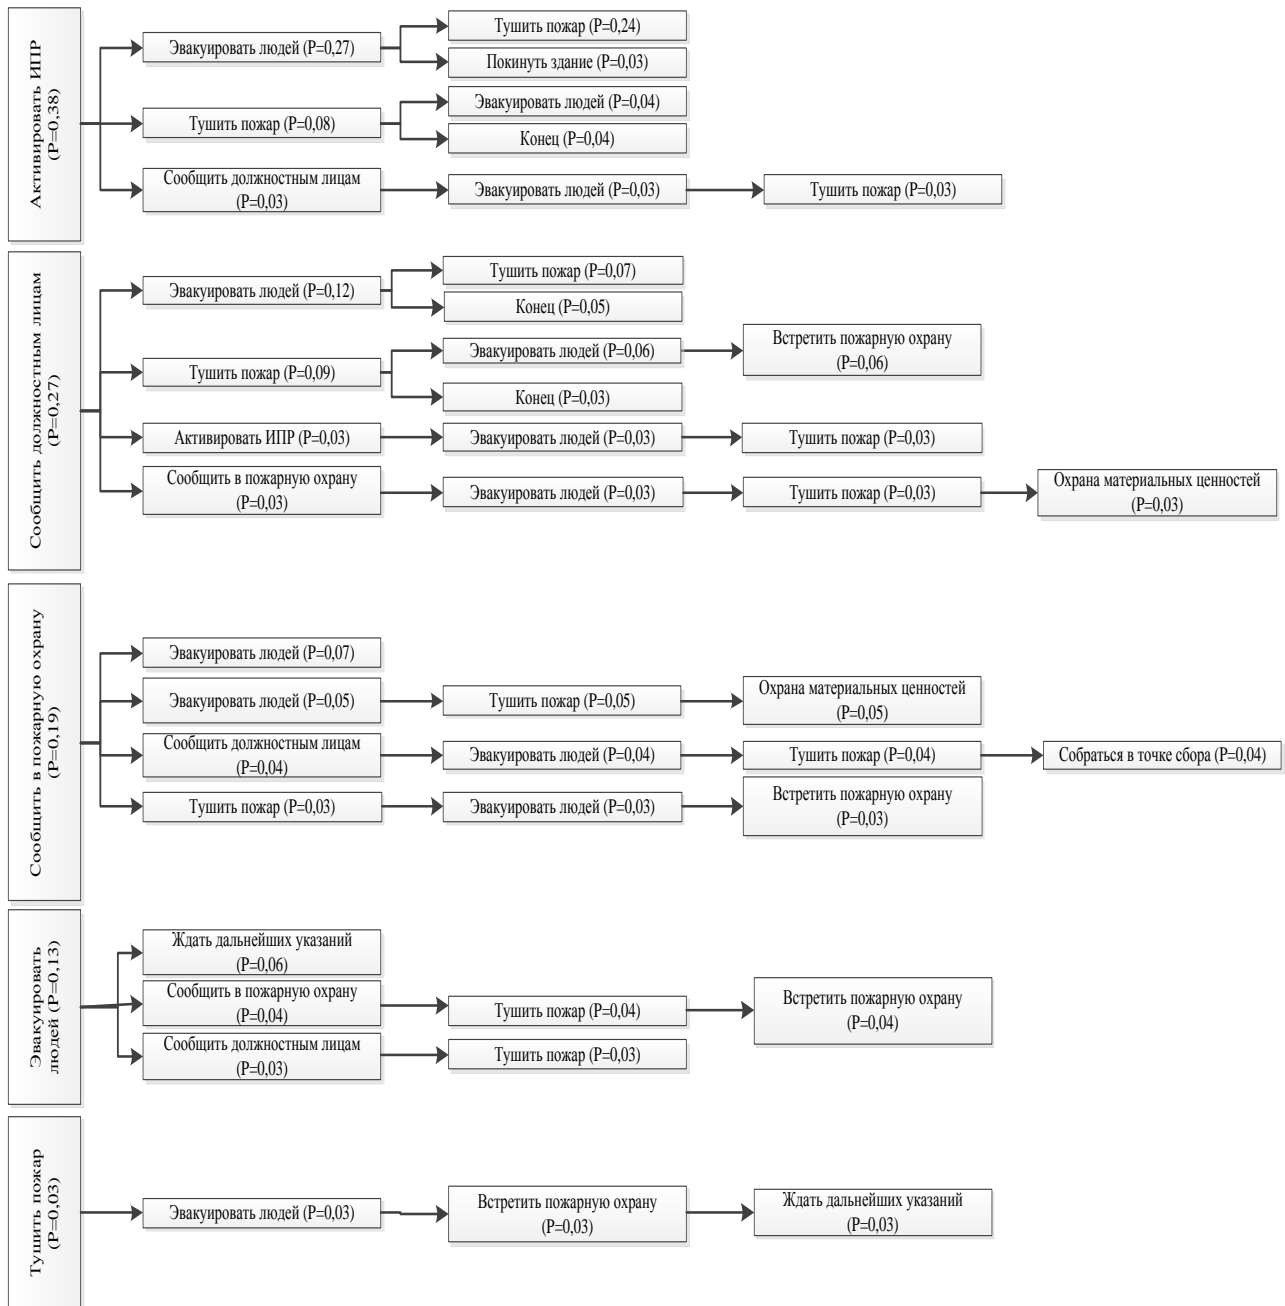 Активировать ИПР
(P=0,38)
Эвакуировать людей (P=0,27)
Тушить пожар (P=0,24)
Покинуть здание (P=0,03)
Тушить пожар (P=0,08)
Эвакуировать людей (P=0,04)
Конец (P=0,04)
Сообщить должностным лицам
(P=0,03)
Эвакуировать людей (P=0,03)
Тушить пожар (P=0,03)
Сообщить должностным лицам
(P=0,27)
Эвакуировать людей (P=0,12)
Тушить пожар (P=0,07)
Конец (P=0,05)
Тушить пожар (P=0,09)
Эвакуировать людей (P=0,06)
Встретить пожарную охрану
(P=0,06)
Конец (P=0,03)
Активировать ИПР (P=0,03)
Эвакуировать людей (P=0,03)
Тушить пожар (P=0,03)
Сообщить в пожарную охрану
(P=0,03)
Эвакуировать людей (P=0,03)
Тушить пожар (P=0,03)
Охрана материальных ценностей
(P=0,03)
Сообщить в пожарную охрану
(P=0,19)
Эвакуировать людей (P=0,07)
Эвакуировать людей (P=0,05)
Тушить пожар (P=0,05)
Охрана материальных ценностей
(P=0,05)
Сообщить должностным лицам
(P=0,04)
Эвакуировать людей (P=0,04)
Тушить пожар (P=0,04)
Собраться в точке сбора (P=0,04)
Тушить пожар (P=0,03)
Эвакуировать людей (P=0,03)
Встретить пожарную охрану
(P=0,03)
Эвакуировать
людей (P=0,13)
Ждать дальнейших указаний
(P=0,06)
Сообщить в пожарную охрану
(P=0,04)
Тушить пожар (P=0,04)
Встретить пожарную охрану
(P=0,04)
Сообщить должностным лицам
(P=0,03)
Тушить пожар (P=0,03)
Тушить пожар
(P=0,03)
Эвакуировать людей (P=0,03)
Встретить пожарную охрану
(P=0,03)
Ждать дальнейших указаний
(P=0,03)